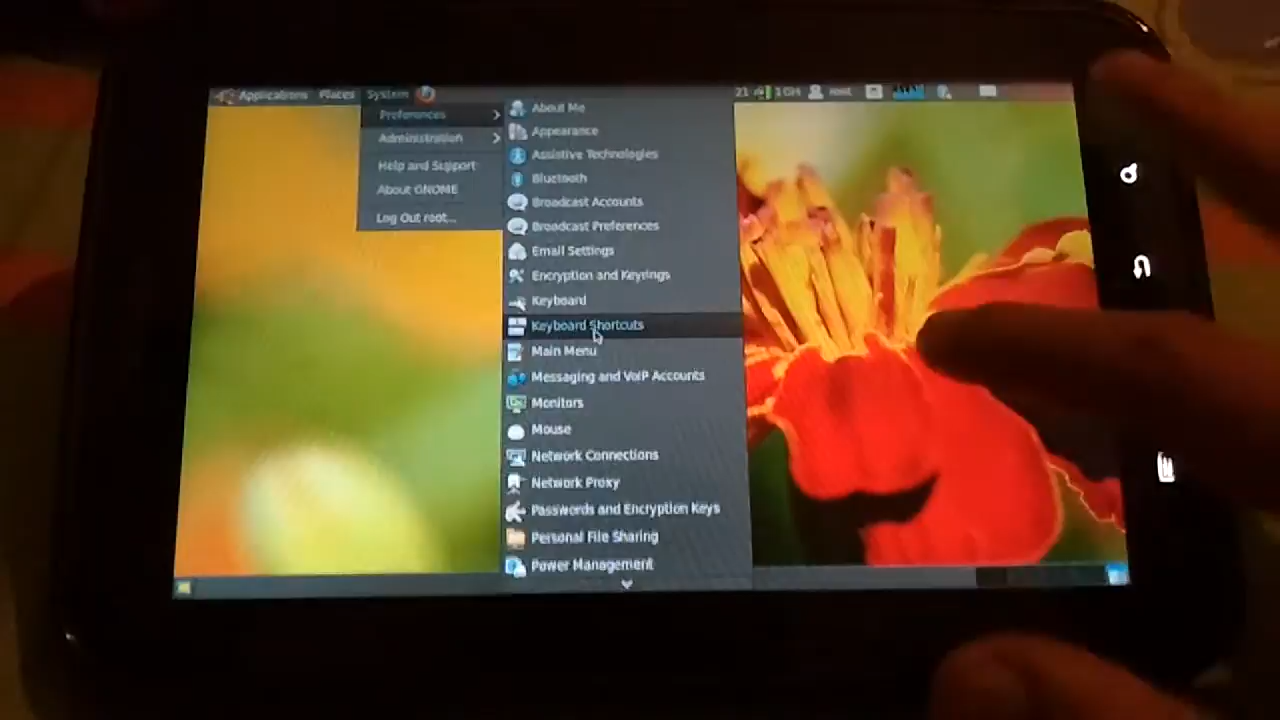 Applications Places System
Preferences
Administration
Help and Support
About GNOME
Log Out root...
About Me
Appearance
Assistive Technologies
Bluetooth
Broadcast Accounts
Broadcast Preferences
Email Settings
Encryption and Keyrings
Keyboard
Keyboard Shortcuts
Main Menu
Messaging and VoIP Accounts
Monitors
Mouse
Network Connections
Network Proxy
Passwords and Encryption Keys
Personal File Sharing
Power Management
root